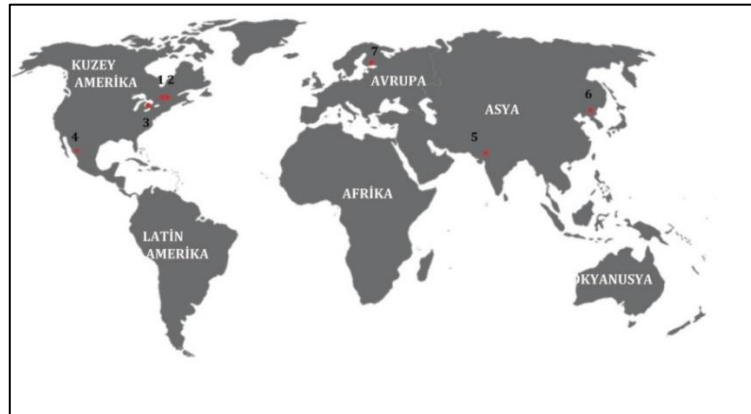 KUZEY
AMERİKA
1 2
3
4
7
AVRUPA
ASYA
6
5
AFRİKA
LATİN
AMERİKA
OKYANUSYA